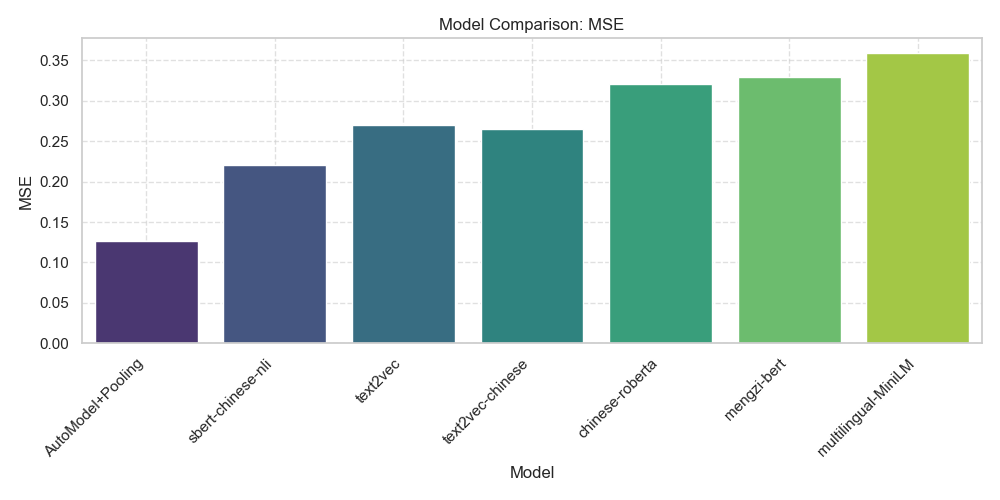 Model Comparison: MSE
MSE
0.35
0.30
0.25
0.20
0.15
0.10
0.05
0.00
AutoModel+Pooling
sbert-chinese-nli
text2vec
text2vec-chinese
chinese-roberta
mengzi-bert
multilingual-MiniLM
Model